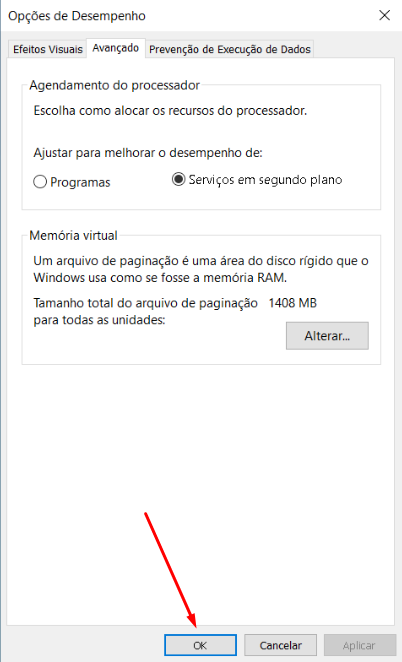 Opções de Desempenho
Efeitos Visuais Avançado Prevenção de Execução de Dados
Agendamento do processador
Escolha como alocar os recursos do processador.
Ajustar para melhorar o desempenho de:
Programas Serviços em segundo plano
Memória virtual
Um arquivo de paginação é uma área do disco rígido que o
Windows usa como se fosse a memória RAM.
Tamanho total do arquivo de paginação 1408 MB
para todas as unidades:
Alterar...
OK Cancelar Aplicar